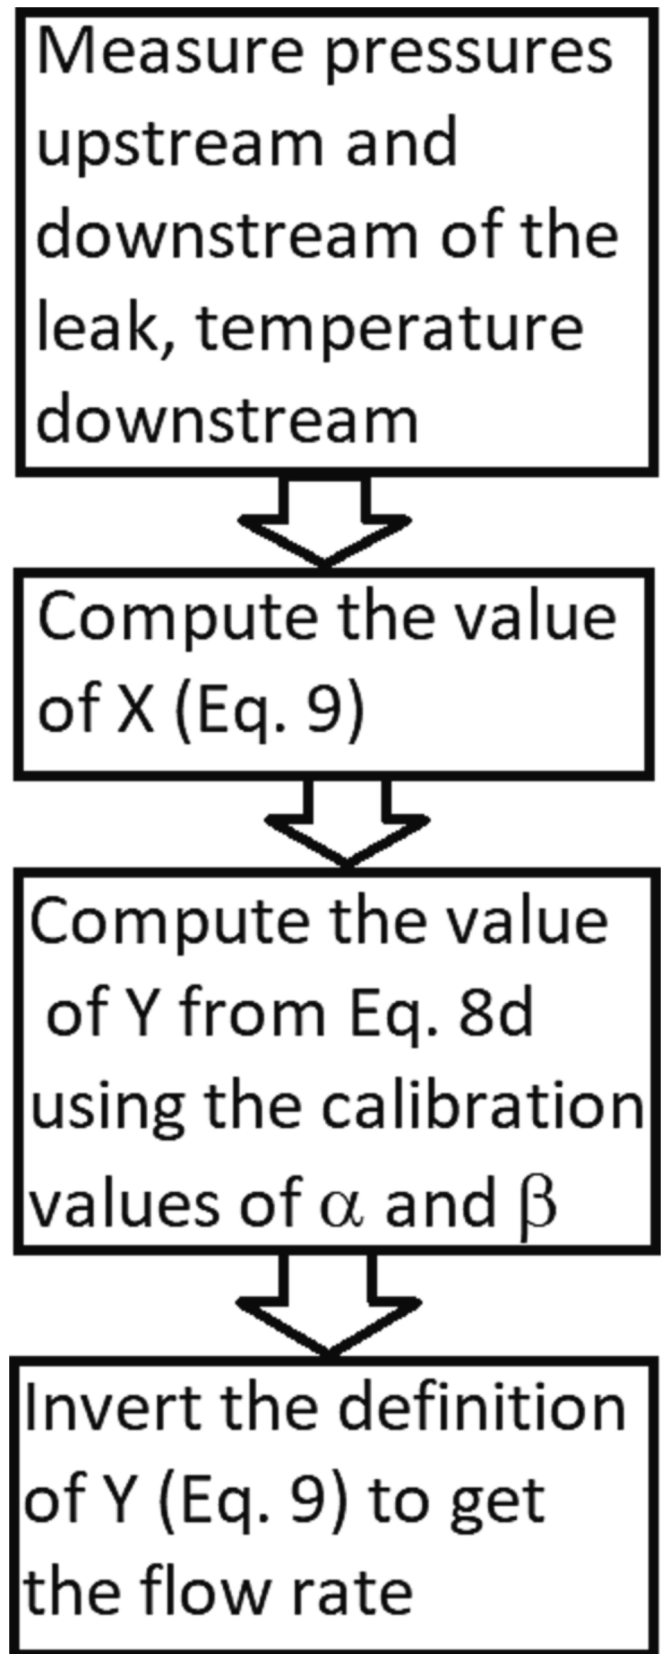 Measure pressures
upstream and
downstream of the
leak, temperature
downstream
Compute the value
of X (Eq. 9)
Compute the value
of Y from Eq. 8d
using the calibration
values of α and β
Invert the definition
of Y (Eq. 9) to get
the flow rate